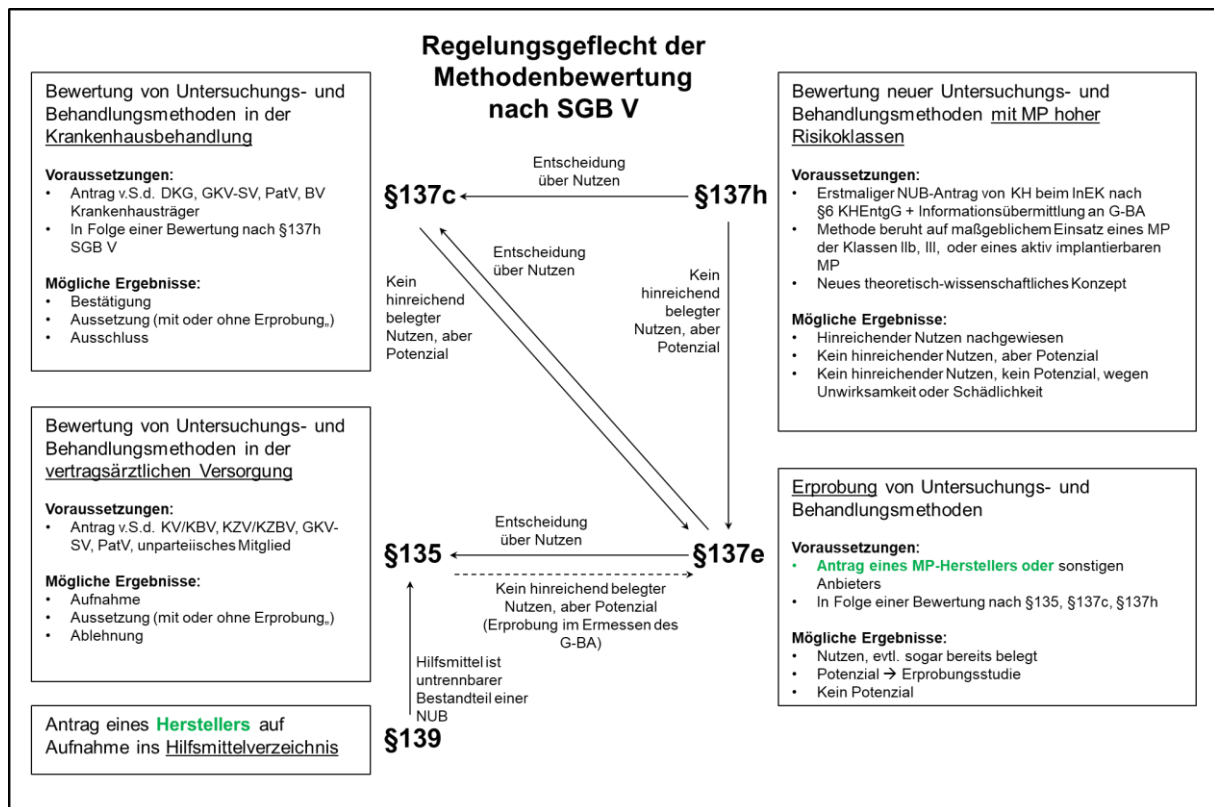 Regelungsgeflecht der
Methodenbewertung
nach SGB V
Bewertung von Untersuchungs- und
Behandlungsmethoden in der
Krankenhausbehandlung
Voraussetzungen:
• Antrag v.S.d. DKG, GKV-SV, PatV, BV
Krankenhausträger
• In Folge einer Bewertung nach §137h
SGB V
Mögliche Ergebnisse:
• Bestätigung
• Aussetzung (mit oder ohne Erprobung„)
• Ausschluss
§137c
Entscheidung
über Nutzen
§137h
Entscheidung
über Nutzen
Kein
hinreichend
belegter
Nutzen, aber
Potenzial
Kein
hinreichend
belegter
Nutzen, aber
Potenzial
Bewertung neuer Untersuchungs- und
Behandlungsmethoden mit MP hoher
Risikoklassen
Voraussetzungen:
• Erstmaliger NUB-Antrag von KH beim InEK nach
§6 KHEntgG + Informationsübermittlung an G-BA
• Methode beruht auf maßgeblichem Einsatz eines MP
der Klassen IIb, III, oder eines aktiv implantierbaren
MP
• Neues theoretisch-wissenschaftliches Konzept
Mögliche Ergebnisse:
• Hinreichender Nutzen nachgewiesen
• Kein hinreichender Nutzen, aber Potenzial
• Kein hinreichender Nutzen, kein Potenzial, wegen
Unwirksamkeit oder Schädlichkeit
Bewertung von Untersuchungs- und
Behandlungsmethoden in der
vertragsärztlichen Versorgung
Voraussetzungen:
• Antrag v.S.d. KV/KBV, KZV/KZBV, GKV-
SV, PatV, unparteiisches Mitglied
Mögliche Ergebnisse:
• Aufnahme
• Aussetzung (mit oder ohne Erprobung„)
• Ablehnung
§135
Entscheidung
über Nutzen
§137e
Kein hinreichend belegter
Nutzen, aber Potenzial
(Erprobung im Ermessen des
G-BA)
Hilfsmittel ist
untrennbarer
Bestandteil einer
NUB
Erprobung von Untersuchungs- und
Behandlungsmethoden
Voraussetzungen:
• Antrag eines MP-Herstellers oder sonstigen
Anbieters
• In Folge einer Bewertung nach §135, §137c, §137h
Mögliche Ergebnisse:
• Nutzen, evtl. sogar bereits belegt
• Potenzial → Erprobungsstudie
• Kein Potenzial
Antrag eines Herstellers auf
Aufnahme ins Hilfsmittelverzeichnis
§139